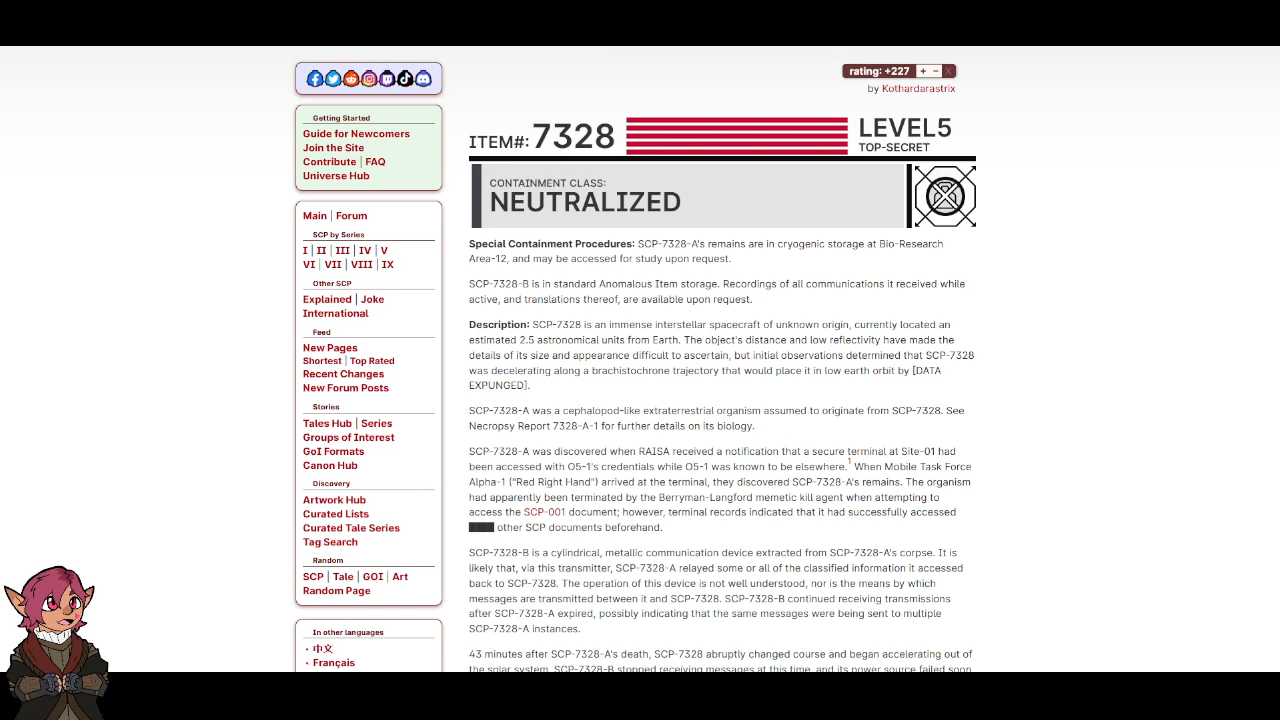 rating: +227 + − X
by Kothardarastrix
Getting Started
Guide for Newcomers
Join the Site
Contribute | FAQ
Universe Hub
Main | Forum
SCP by Series
I | II | III | IV | V
VI | VII | VIII | IX
Other SCP
Explained | Joke
International
Feed
New Pages
Shortest | Top Rated
Recent Changes
New Forum Posts
Stories
Tales Hub | Series
Groups of Interest
GoI Formats
Canon Hub
Discovery
Artwork Hub
Curated Lists
Curated Tale Series
Tag Search
Random
SCP | Tale | GOI | Art
Random Page
In other languages
· 中文
· Français
ITEM#: 7328
LEVEL5
TOP-SECRET
CONTAINMENT CLASS:
NEUTRALIZED
Special Containment Procedures: SCP-7328-A's remains are in cryogenic storage at Bio-Research
Area-12, and may be accessed for study upon request.
SCP-7328-B is in standard Anomalous Item storage. Recordings of all communications it received while
active, and translations thereof, are available upon request.
Description: SCP-7328 is an immense interstellar spacecraft of unknown origin, currently located an
estimated 2.5 astronomical units from Earth. The object's distance and low reflectivity have made the
details of its size and appearance difficult to ascertain, but initial observations determined that SCP-7328
was decelerating along a brachistochrone trajectory that would place it in low earth orbit by [DATA
EXPUNGED].
SCP-7328-A was a cephalopod-like extraterrestrial organism assumed to originate from SCP-7328. See
Necropsy Report 7328-A-1 for further details on its biology.
SCP-7328-A was discovered when RAISA received a notification that a secure terminal at Site-01 had
been accessed with O5-1's credentials while O5-1 was known to be elsewhere.1 When Mobile Task Force
Alpha-1 ("Red Right Hand") arrived at the terminal, they discovered SCP-7328-A's remains. The organism
had apparently been terminated by the Berryman-Langford memetic kill agent when attempting to
access the SCP-001 document; however, terminal records indicated that it had successfully accessed
other SCP documents beforehand.
SCP-7328-B is a cylindrical, metallic communication device extracted from SCP-7328-A's corpse. It is
likely that, via this transmitter, SCP-7328-A relayed some or all of the classified information it accessed
back to SCP-7328. The operation of this device is not well understood, nor is the means by which
messages are transmitted between it and SCP-7328. SCP-7328-B continued receiving transmissions
after SCP-7328-A expired, possibly indicating that the same messages were being sent to multiple
SCP-7328-A instances.
43 minutes after SCP-7328-A's death, SCP-7328 abruptly changed course and began accelerating out of
the solar system. SCP-7328-B stopped receiving messages at this time, and its power source failed soon